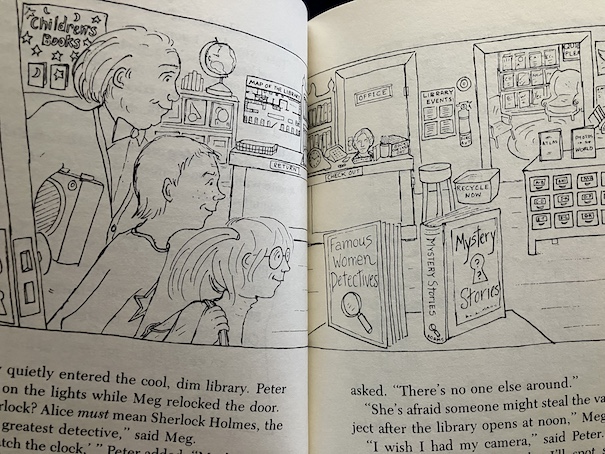 Children's
Books
MAP OF THE LIBRARY
RETURN
OFFICE
LIBRARY
EVENTS
CHECK OUT
RECYCLE
NOW
ATLAS
PHOTOS
WORLD
Famous
Women
Detectives
MYSTERY STORIES
Mystery
Stories
quietly entered the cool, dim library. Peter
on the lights while Meg relocked the door.
rlock? Alice must mean Sherlock Holmes, the
greatest detective," said Meg.
tch the clock,' " Peter added.
asked. "There's no one else around."
"She's afraid someone might steal the va
ject after the library opens at noon," Meg
"I wish I had my camera," said Peter.